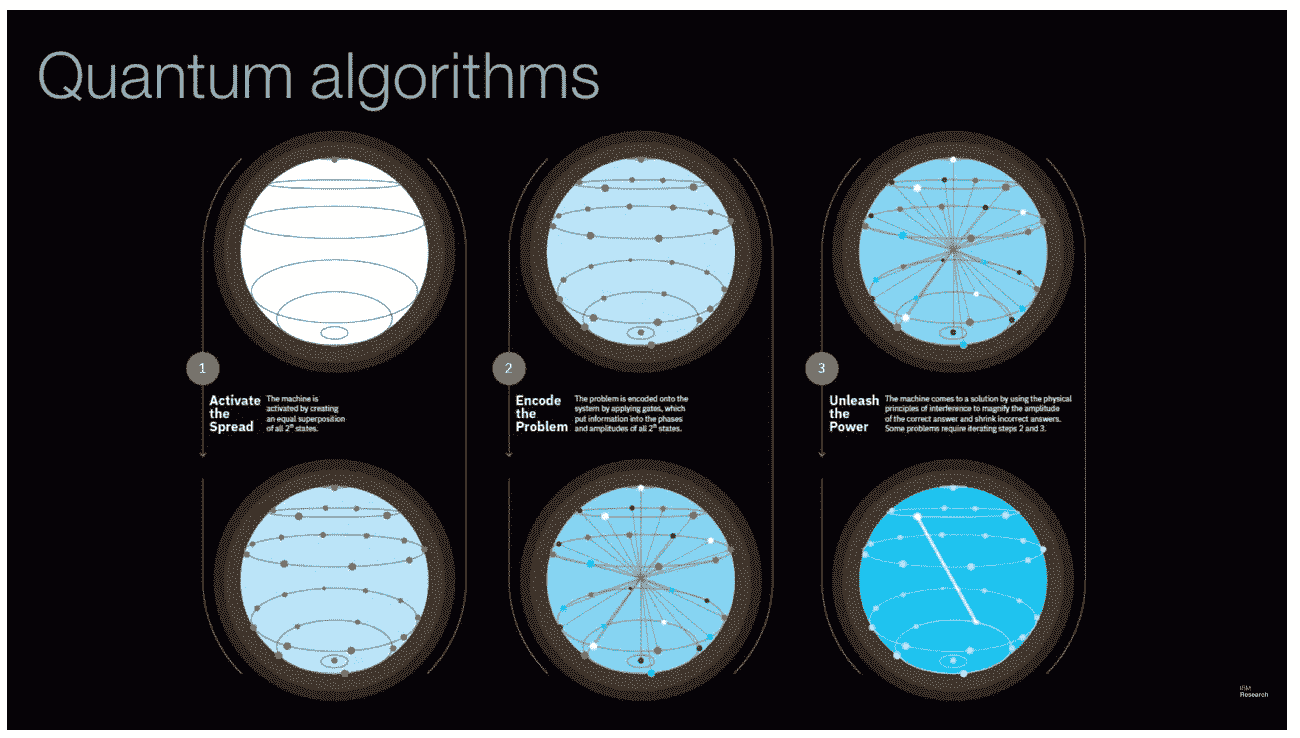 Quantum algorithms
1
Activate
the
Spread
The machine is
activated by creating
an equal superposition
of all 2ⁿ states.
2
Encode
the
Problem
The problem is encoded onto the
system by applying gates, which
put information into the phases
and amplitudes of all 2ⁿ states.
3
Unleash
the
Power
The machine comes to a solution by using the physical
principles of interference to magnify the amplitude
of the correct answer and shrink incorrect answers.
Some problems require iterating steps 2 and 3.
IBM
Research